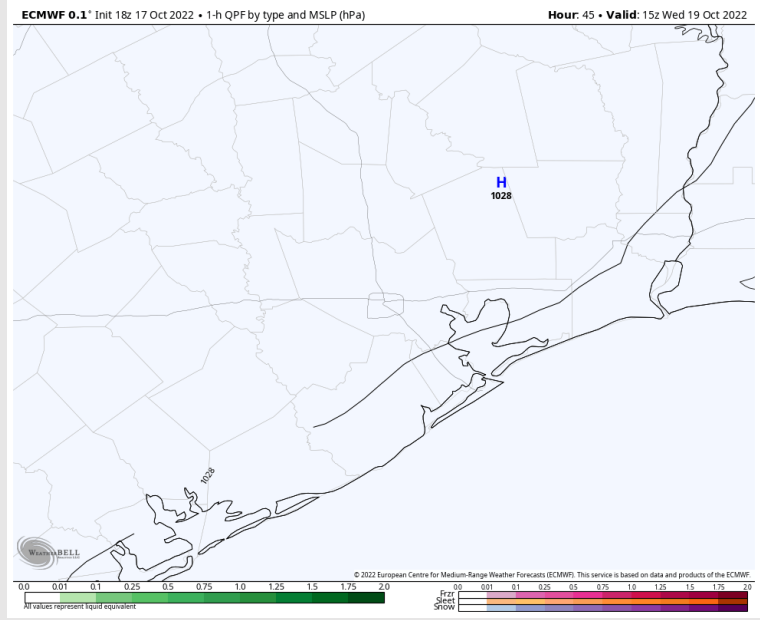 ECMWF 0.1° Init 18z 17 Oct 2022 • 1-h QPF by type and MSLP (hPa)
Hour: 45 • Valid: 15z Wed 19 Oct 2022
H
1028
1028
WEATHERBELL
© 2022 European Centre for Medium-Range Weather Forecasts (ECMWF). This service is based on data and products of the ECMWF.
0.0 0.01 0.1 0.25 0.5 0.75 1.0 1.25 1.5 1.75 2.0
All values represent liquid equivalent
0.0 0.01 0.1 0.25 0.5 0.75 1.0 1.25 1.5 1.75 2.0
Frzr
Sleet
Snow